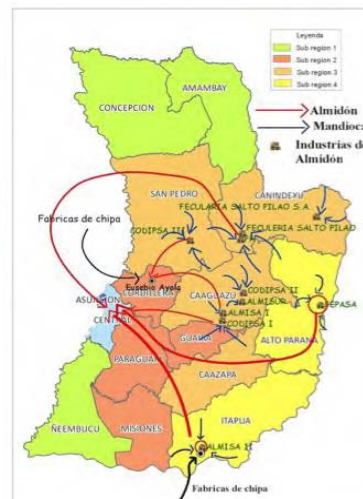 Leyenda
Sub region 1
Sub region 2
Sub region 3
Sub region 4
AMAMBAY
CONCEPCION
Almidón
Mandioca
Industrias de
Almidón
SAN PEDRO
CANINDEYU
FECULARIA SALTO PILAO S.A.
Fabricas de chipa
CODIPSA III
FECULERIA SALTO PILAO
Eusebio Ayala
ASUNCION
CORDILLERA
CAAGUAZU
CODIPSA II
ALMISUR
ALMISA I
CODIPSA I
CENTRAL
GUAIRA
ALTO PARANA
PARAGUARI
CAAZAPA
ÑEEMBUCU
MISIONES
ITAPUA
ALMISA II
Fabricas de chipa